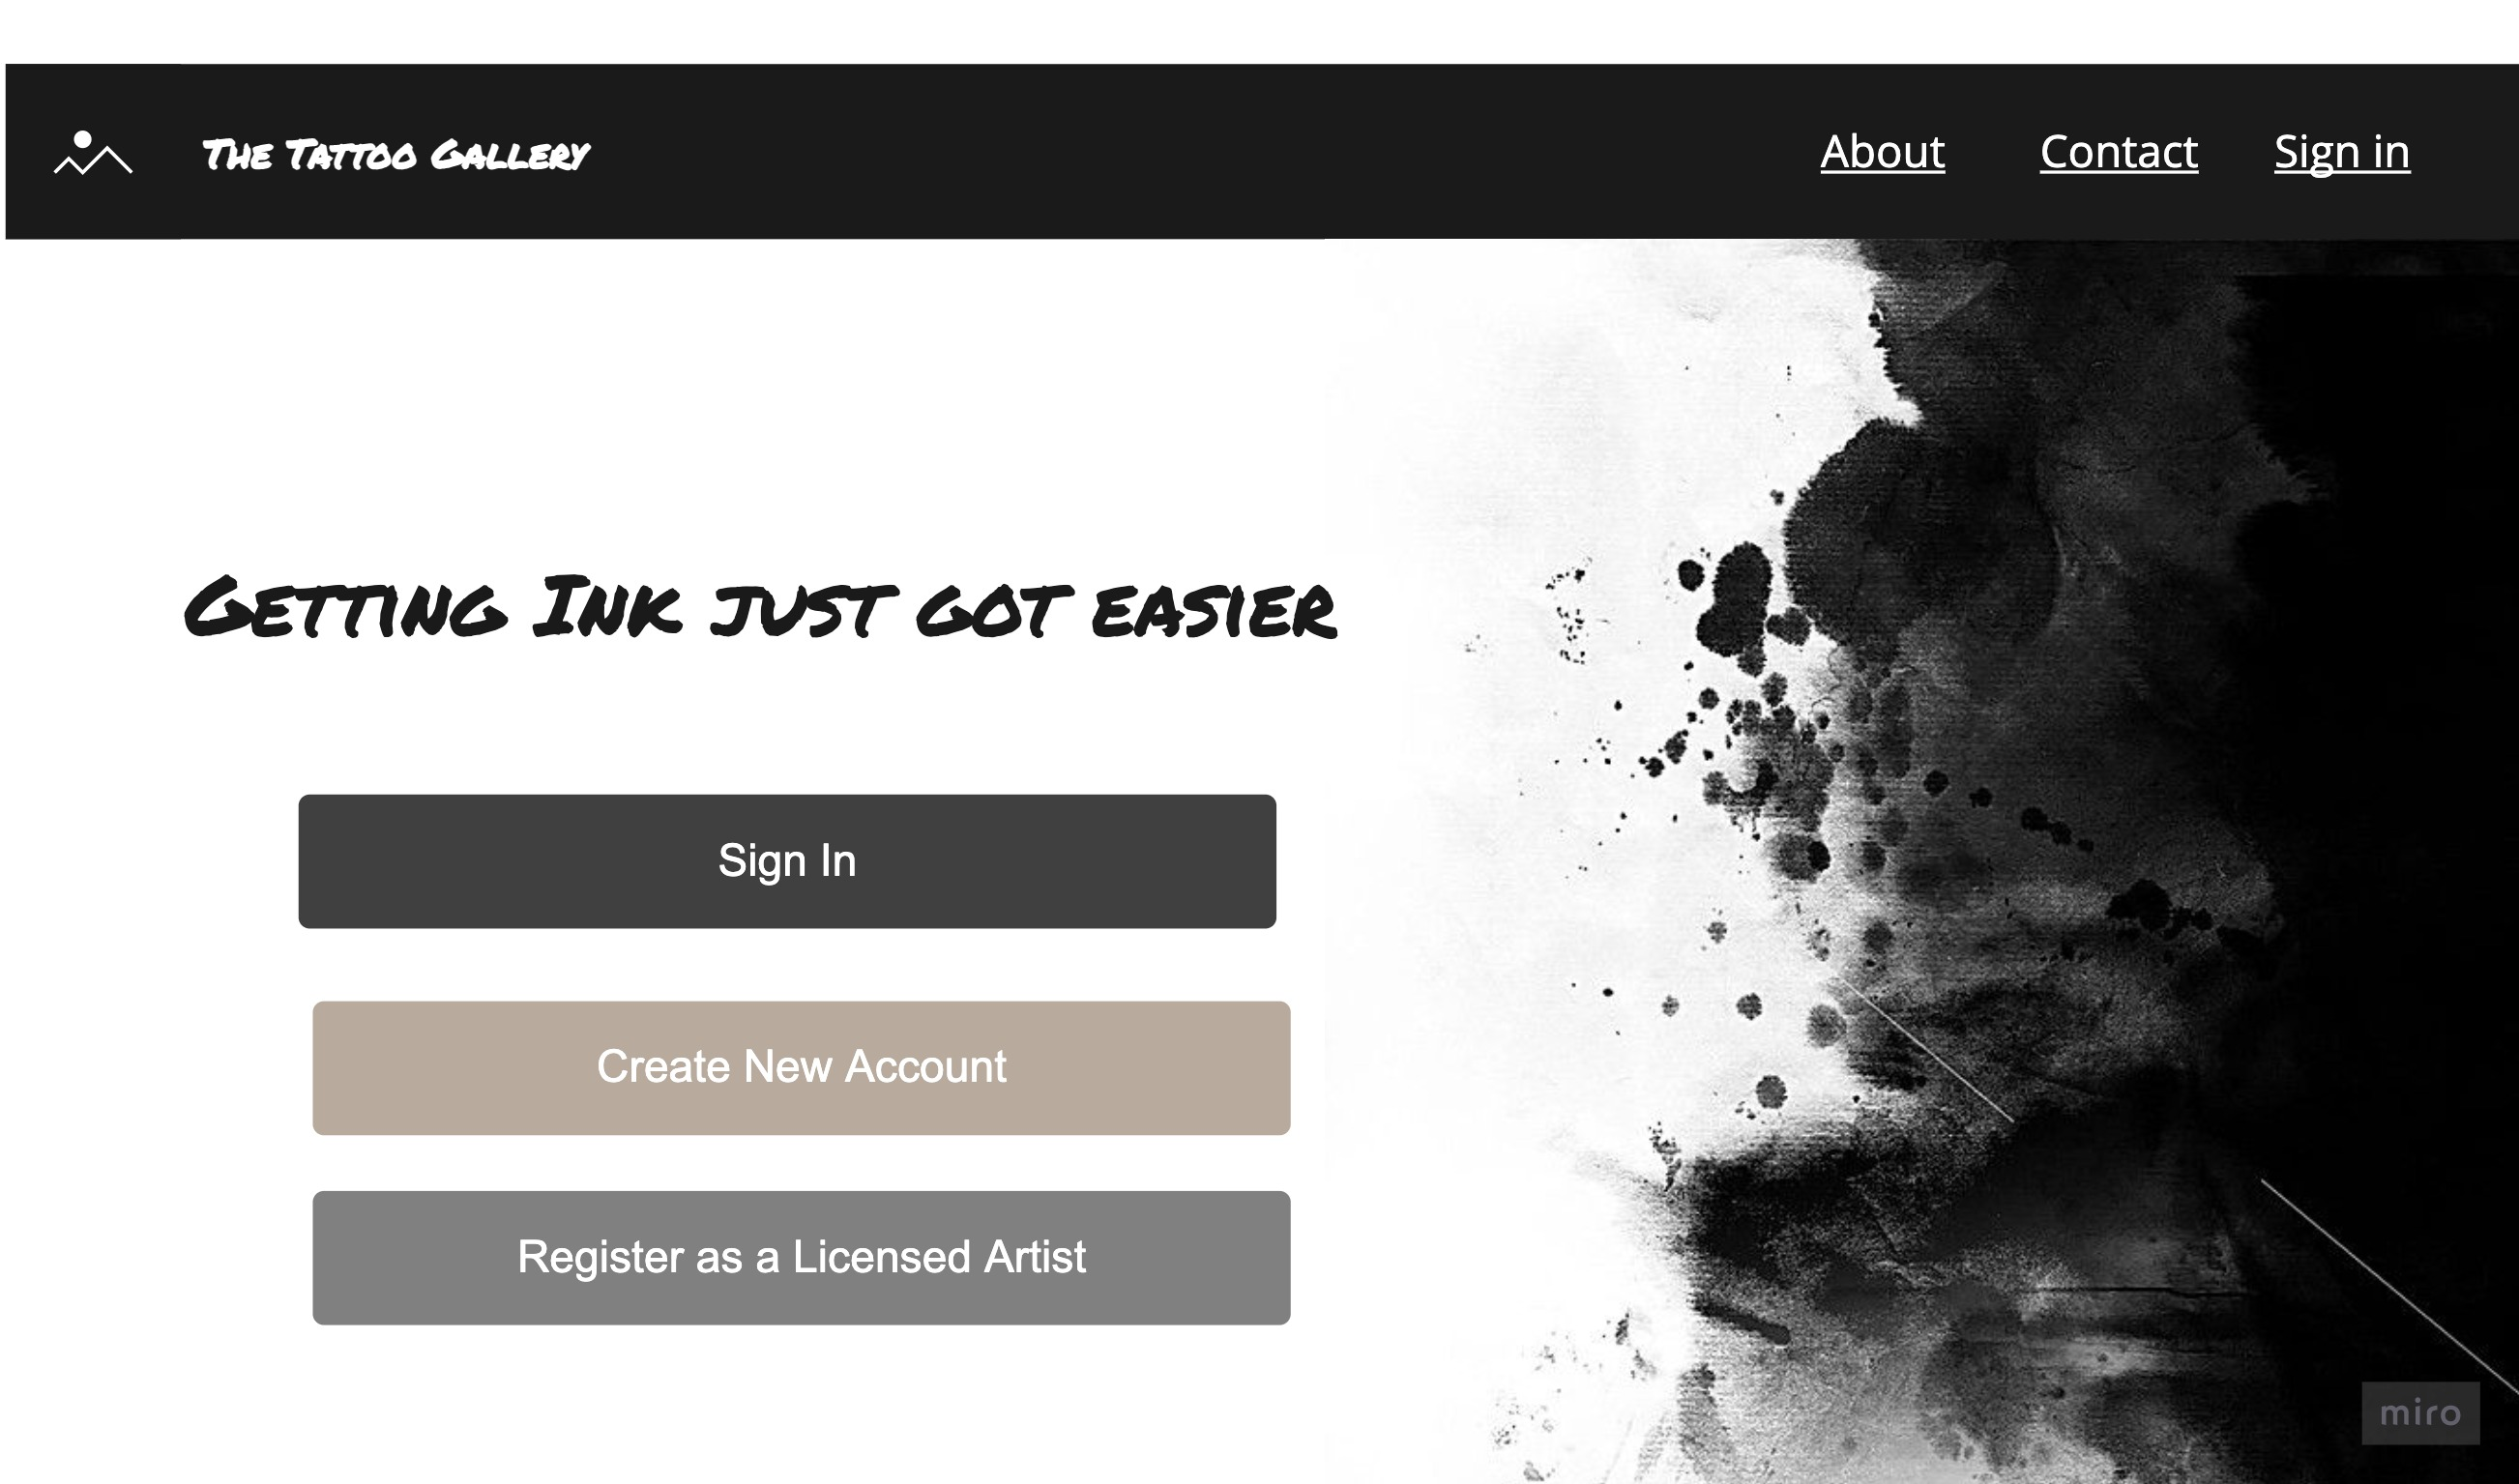 The Tattoo Gallery
About
Contact
Sign in
Getting Ink just got easier
Sign In
Create New Account
Register as a Licensed Artist
miro